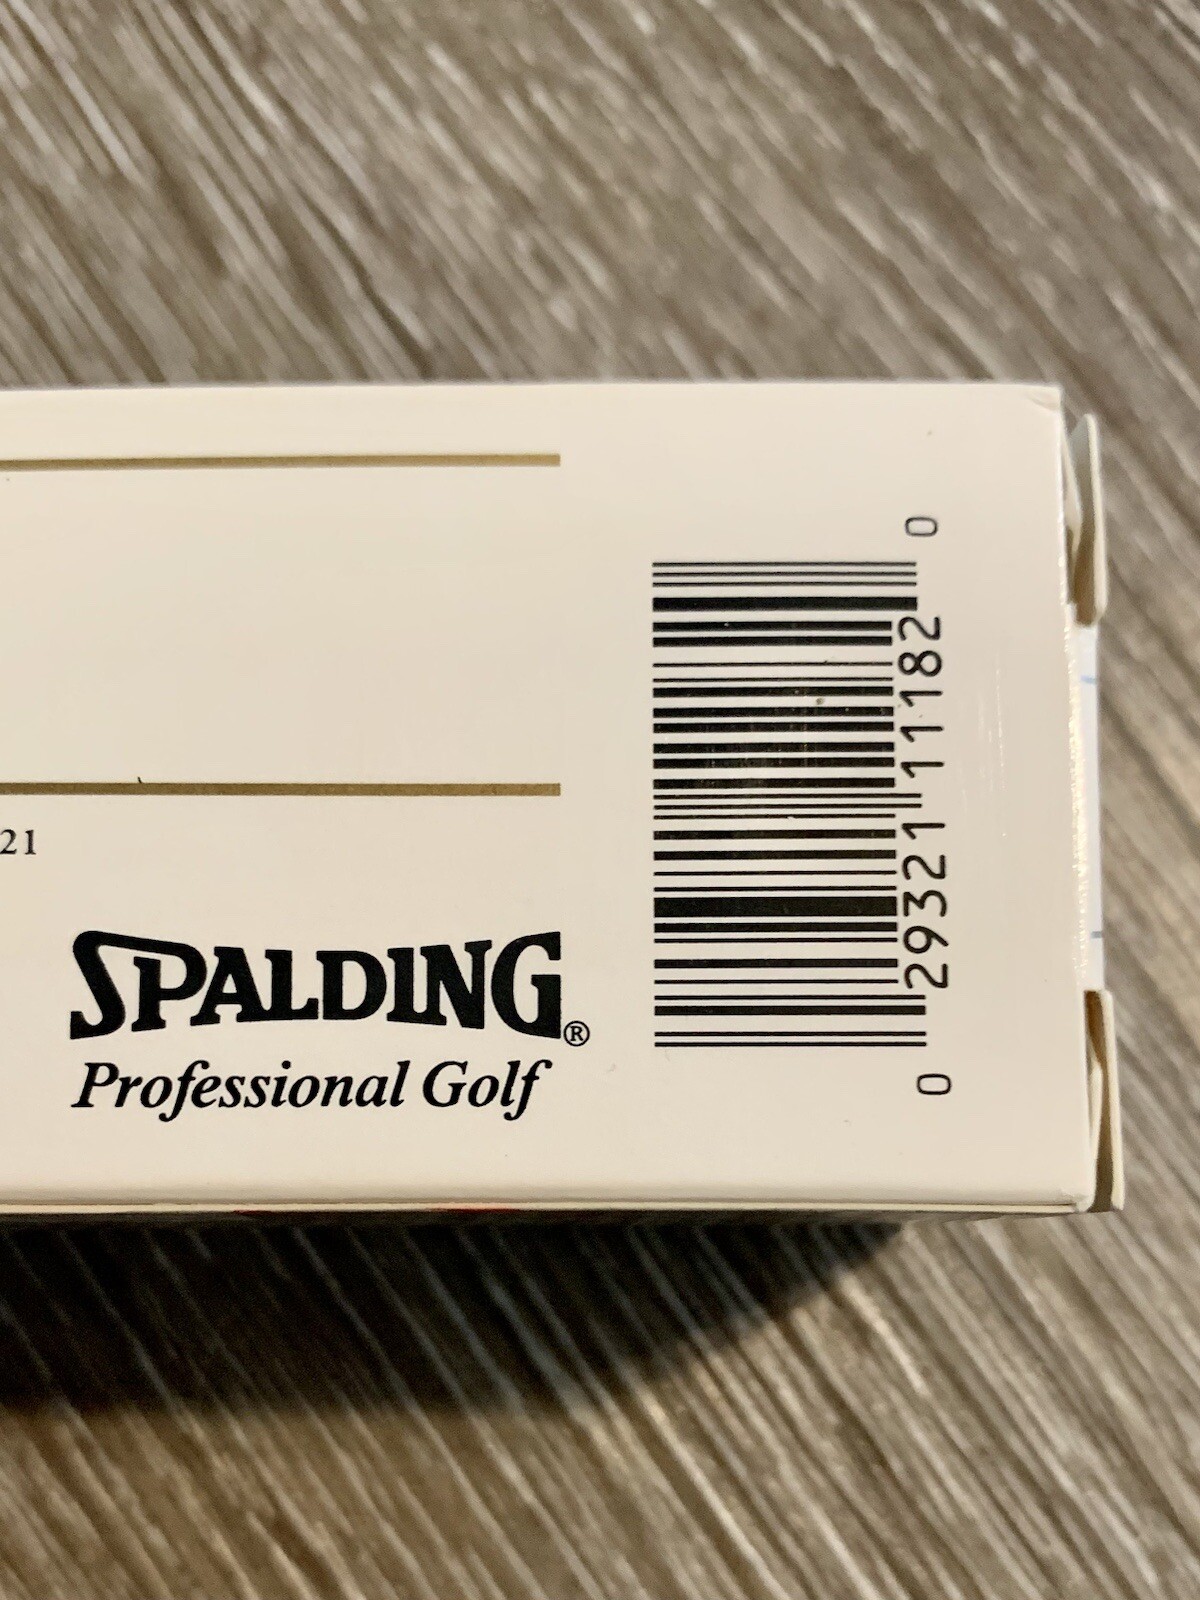 21
SPALDING®
Professional Golf
0 29321 11182 0